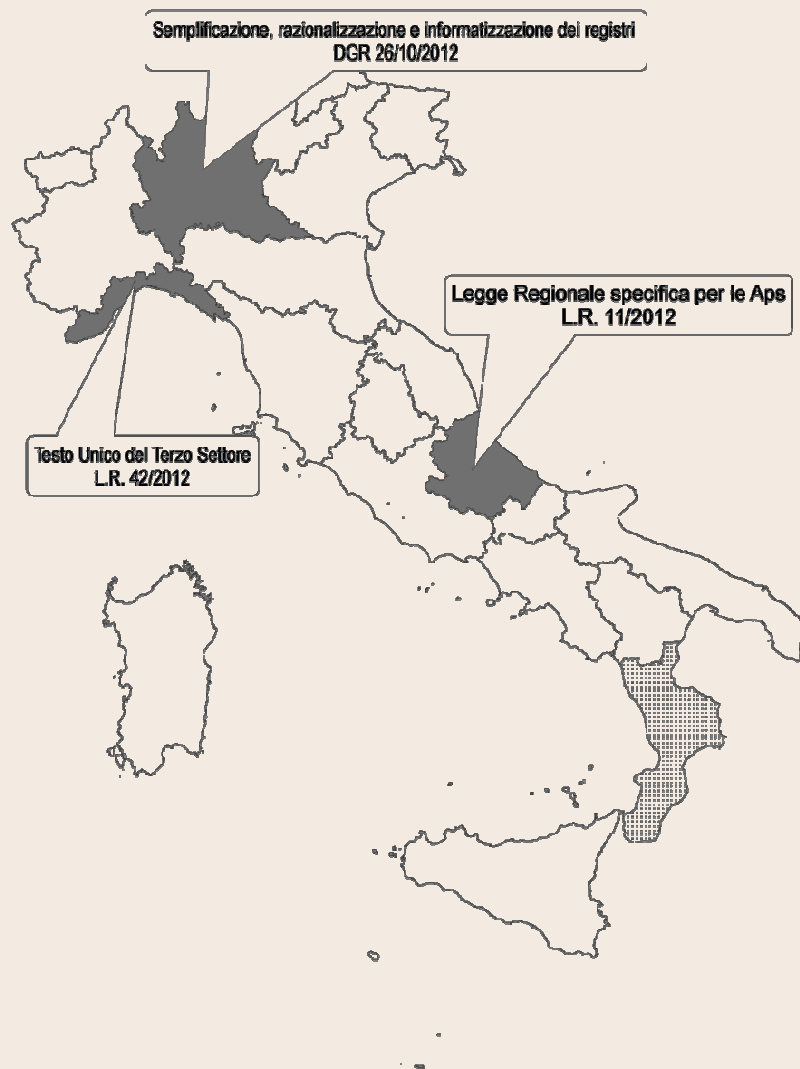 Semplificazione, razionalizzazione e informatizzazione dei registri
DGR 26/10/2012
Legge Regionale specifica per le Aps
L.R. 11/2012
Testo Unico del Terzo Settore
L.R. 42/2012